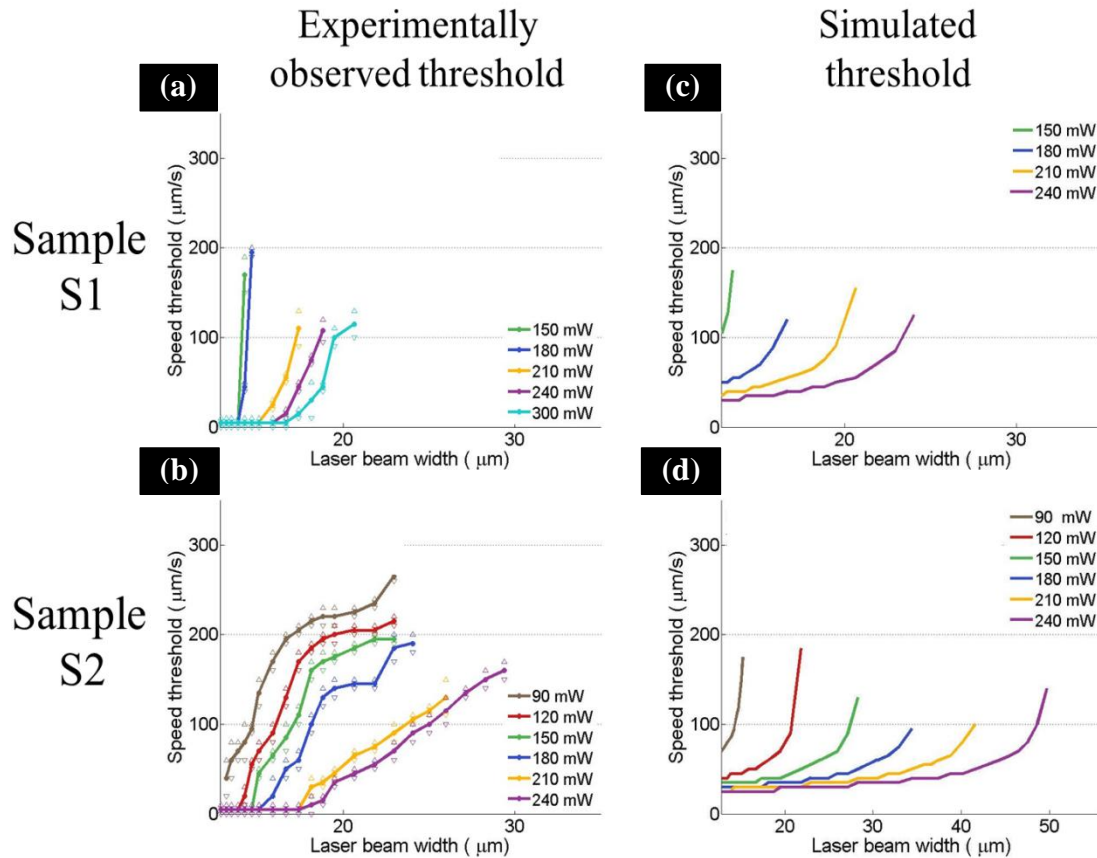 Experimentally
observed threshold
Simulated
threshold
Sample
S1
(a)
Speed threshold ( μm/s)
300
200
100
0
20
30
Laser beam width ( μm)
150 mW
180 mW
210 mW
240 mW
300 mW
(c)
Speed threshold ( μm/s)
300
200
100
0
20
30
Laser beam width ( μm)
150 mW
180 mW
210 mW
240 mW
Sample
S2
(b)
Speed threshold ( μm/s)
300
200
100
0
20
30
Laser beam width ( μm)
90 mW
120 mW
150 mW
180 mW
210 mW
240 mW
(d)
Speed threshold ( μm/s)
300
200
100
0
20
30
40
50
Laser beam width ( μm)
90 mW
120 mW
150 mW
180 mW
210 mW
240 mW